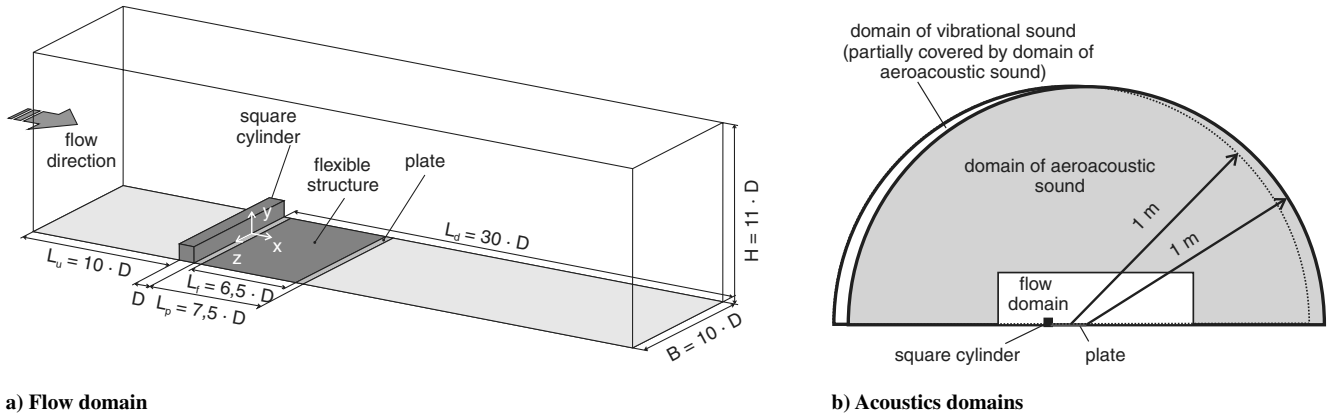 flow
direction
square
cylinder
flexible
structure
plate
y
x
z
L_u = 10 · D
D
L_f = 6,5 · D
L_p = 7,5 · D
L_d = 30 · D
H = 11 · D
B = 10 · D
a) Flow domain
domain of vibrational sound
(partially covered by domain of
aeroacoustic sound)
domain of aeroacoustic
sound
1 m
1 m
flow
domain
square cylinder
plate
b) Acoustics domains